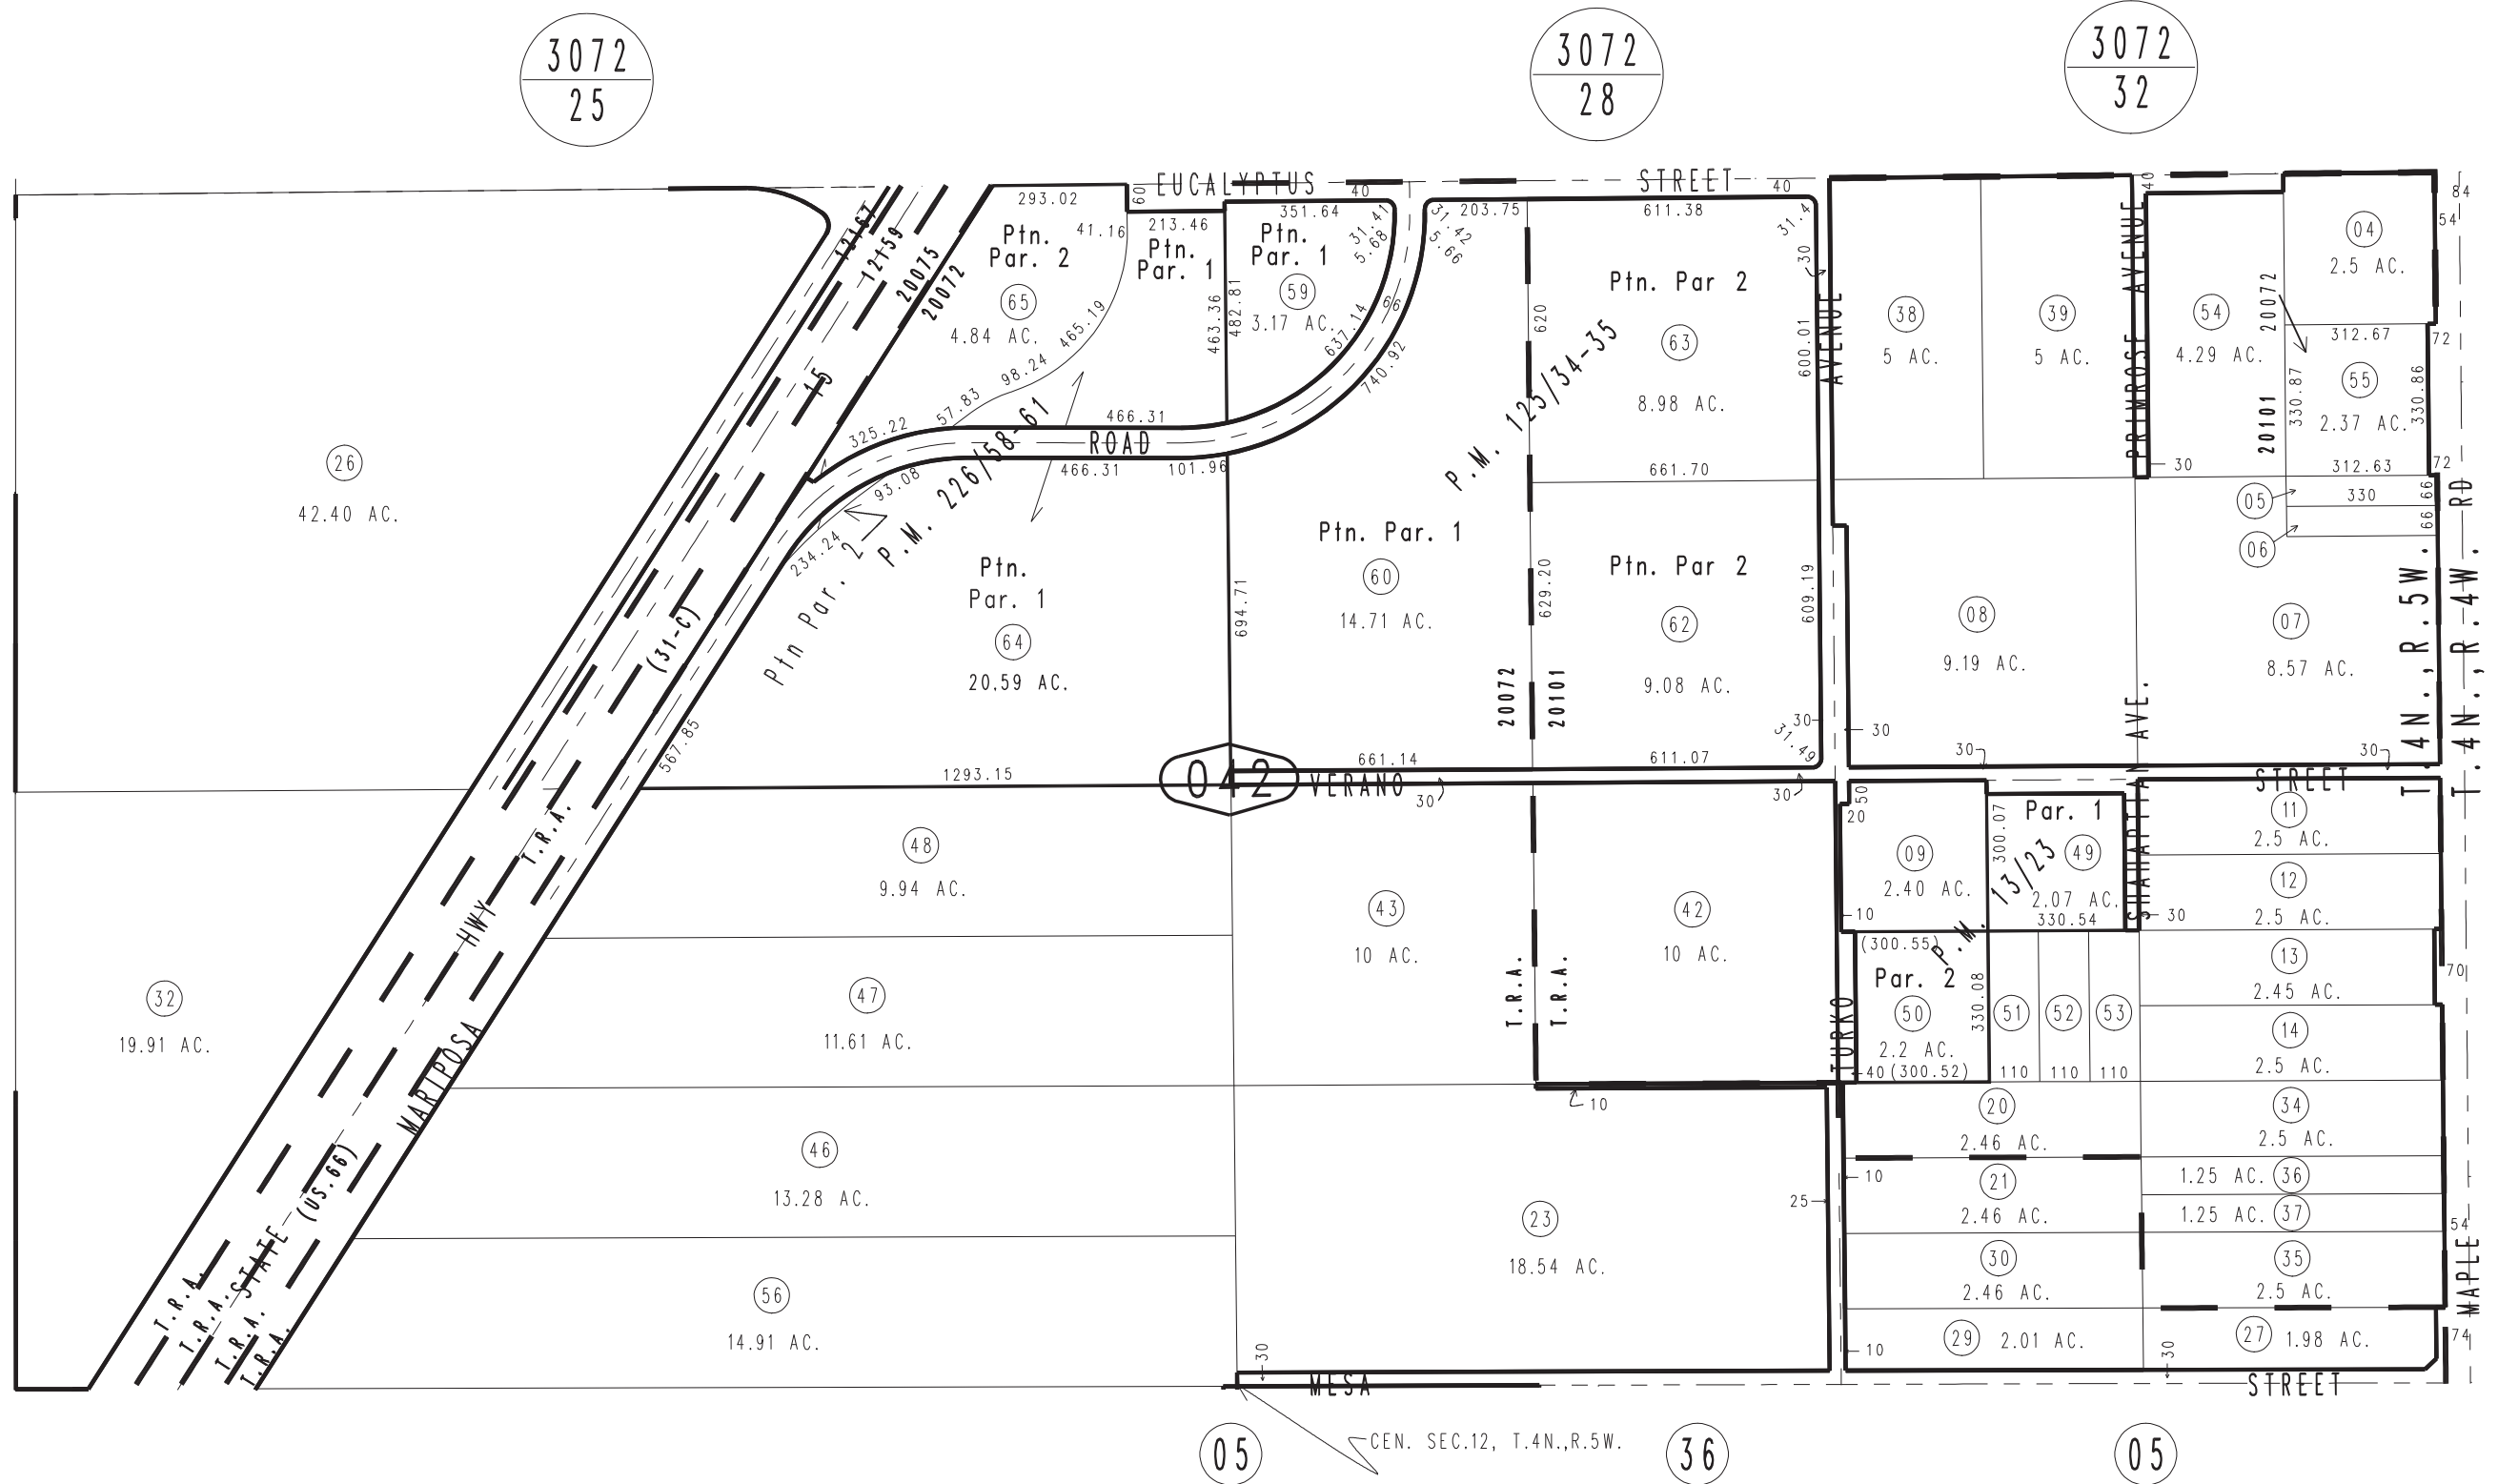 3072
25
3072
28
3072
32
EUCALYPTUS
STREET
293.02
60
213.46
41.16
351.64
40
31.41
5.68
31.42
5.66
203.75
611.38
40
31.4
30
40
84
54
12167
12159
20075
20072
Ptn.
Par. 2
65
4.84 AC.
Ptn.
Par. 1
Ptn.
Par. 1
59
3.17 AC.
463.36
482.81
465.19
98.24
57.83
325.22
637.14
66
740.92
466.31
ROAD
466.31
101.96
93.08
234.24
620
Ptn. Par 2
63
8.98 AC.
600.01
661.70
AVENUE
38
5 AC.
39
5 AC.
PRIMROSE AVENUE
30
54
4.29 AC.
20072
20101
04
2.5 AC.
312.67
72
55
2.37 AC.
330.87
330.86
312.63
72
05
330
66
06
66
15
26
42.40 AC.
P.M. 226/58-61
P.M. 123/34-35
Ptn Par. 2
Ptn.
Par. 1
64
20.59 AC.
694.71
Ptn. Par. 1
60
14.71 AC.
629.20
20072
20101
Ptn. Par 2
62
9.08 AC.
609.19
30
31.49
30
08
9.19 AC.
30
07
8.57 AC.
30
T. 4N.,R.5W.
T. 4N.,R.4W.
RD
(31-C)
567.85
1293.15
042
661.14
611.07
VERANO
30
30
STREET
SHAHARTIAN AVE.
48
9.94 AC.
43
10 AC.
42
10 AC.
T.R.A.
T.R.A.
50
20
09
2.40 AC.
10
300.07
Par. 1
49
2.07 AC.
330.54
P.M. 13/23
30
11
2.5 AC.
12
2.5 AC.
13
2.45 AC.
70
14
2.5 AC.
T.R.A.
HWY
MARIPOSA
32
19.91 AC.
47
11.61 AC.
TURKO
(300.55)
Par. 2
50
2.2 AC.
330.08
40
(300.52)
51
52
53
110
110
110
10
20
2.46 AC.
34
2.5 AC.
46
13.28 AC.
10
21
2.46 AC.
1.25 AC.
36
1.25 AC.
37
25
23
18.54 AC.
30
2.46 AC.
35
2.5 AC.
54
MAPLE
STATE
(US.66)
T.R.A.
T.R.A.
T.R.A.
T.R.A.
56
14.91 AC.
30
10
29
2.01 AC.
30
27
1.98 AC.
74
MESA
STREET
CEN. SEC.12, T.4N.,R.5W.
05
36
05